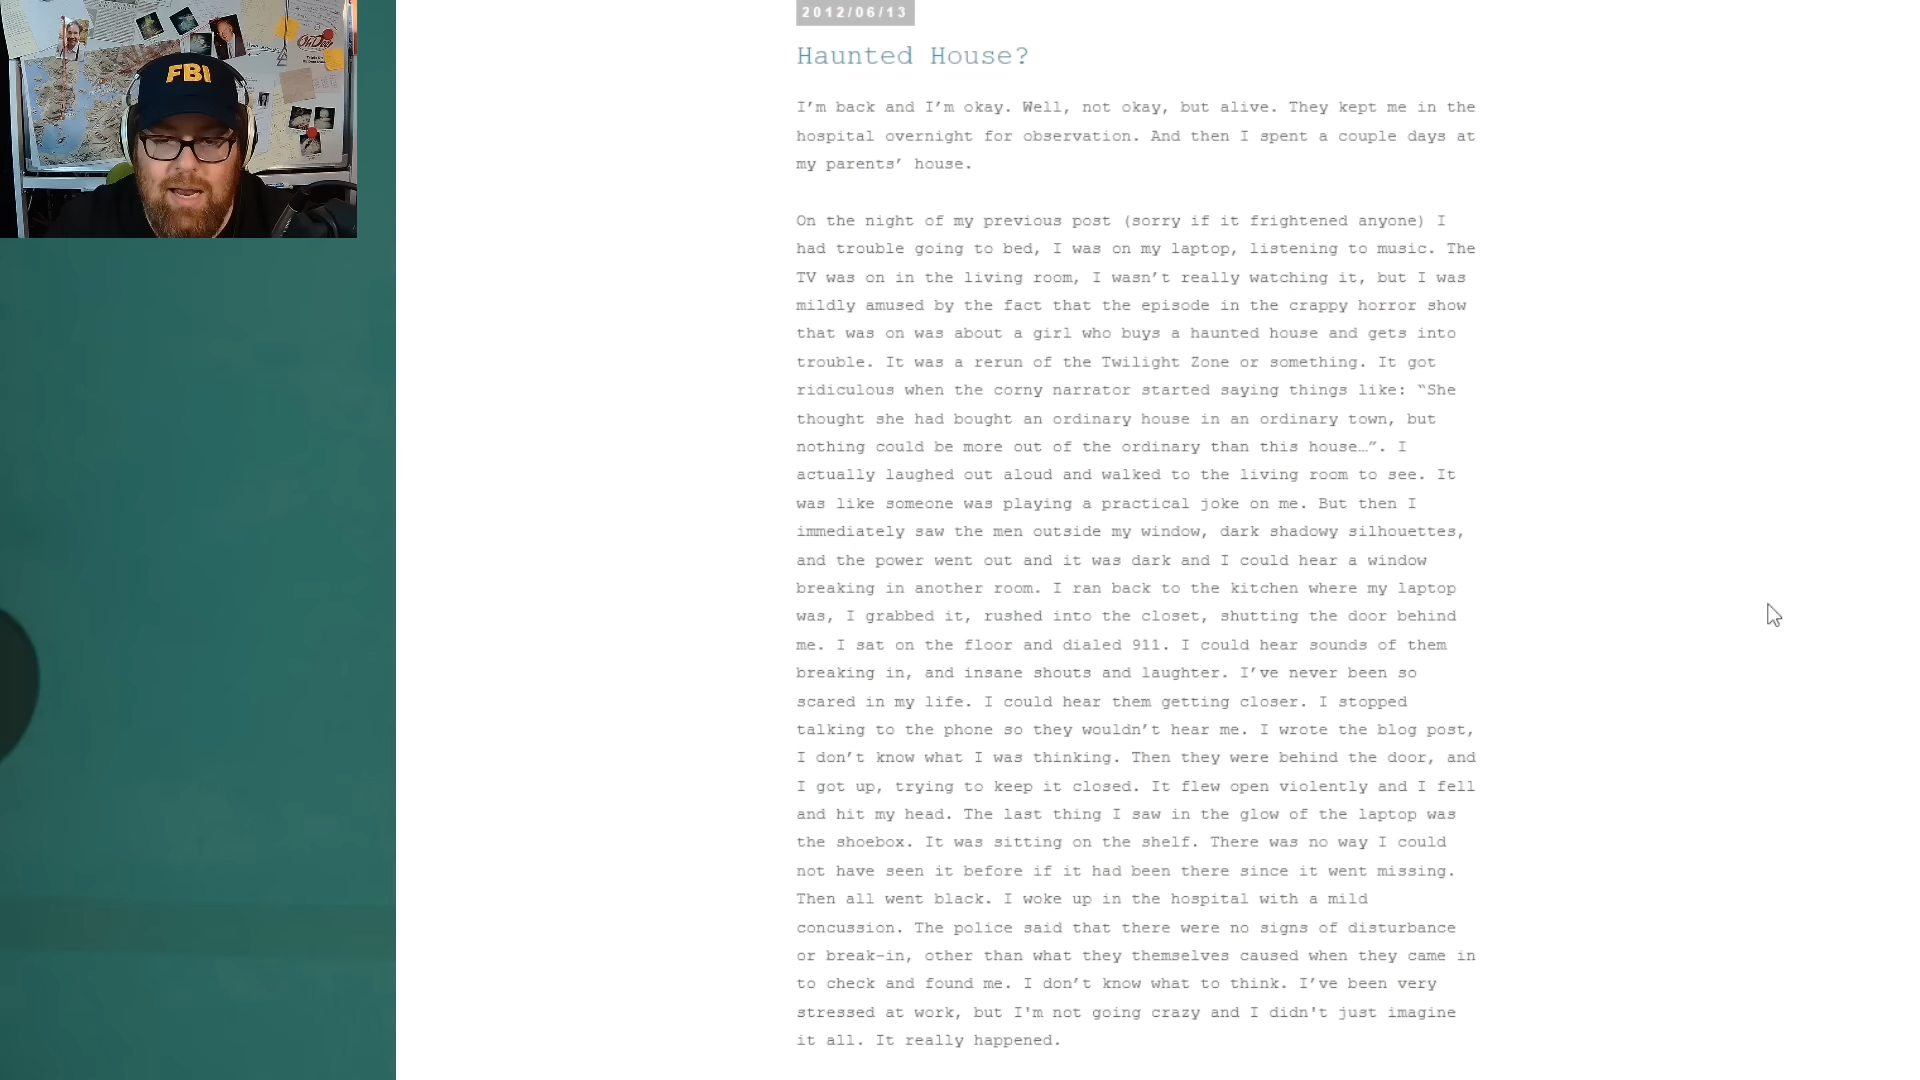 FBI
2012/06/13
Haunted House?
I’m back and I’m okay. Well, not okay, but alive. They kept me in the
hospital overnight for observation. And then I spent a couple days at
my parents’ house.
On the night of my previous post (sorry if it frightened anyone) I
had trouble going to bed, I was on my laptop, listening to music. The
TV was on in the living room, I wasn’t really watching it, but I was
mildly amused by the fact that the episode in the crappy horror show
that was on was about a girl who buys a haunted house and gets into
trouble. It was a rerun of the Twilight Zone or something. It got
ridiculous when the corny narrator started saying things like: “She
thought she had bought an ordinary house in an ordinary town, but
nothing could be more out of the ordinary than this house…”. I
actually laughed out aloud and walked to the living room to see. It
was like someone was playing a practical joke on me. But then I
immediately saw the men outside my window, dark shadowy silhouettes,
and the power went out and it was dark and I could hear a window
breaking in another room. I ran back to the kitchen where my laptop
was, I grabbed it, rushed into the closet, shutting the door behind
me. I sat on the floor and dialed 911. I could hear sounds of them
breaking in, and insane shouts and laughter. I’ve never been so
scared in my life. I could hear them getting closer. I stopped
talking to the phone so they wouldn’t hear me. I wrote the blog post,
I don’t know what I was thinking. Then they were behind the door, and
I got up, trying to keep it closed. It flew open violently and I fell
and hit my head. The last thing I saw in the glow of the laptop was
the shoebox. It was sitting on the shelf. There was no way I could
not have seen it before if it had been there since it went missing.
Then all went black. I woke up in the hospital with a mild
concussion. The police said that there were no signs of disturbance
or break-in, other than what they themselves caused when they came in
to check and found me. I don’t know what to think. I’ve been very
stressed at work, but I'm not going crazy and I didn't just imagine
it all. It really happened.